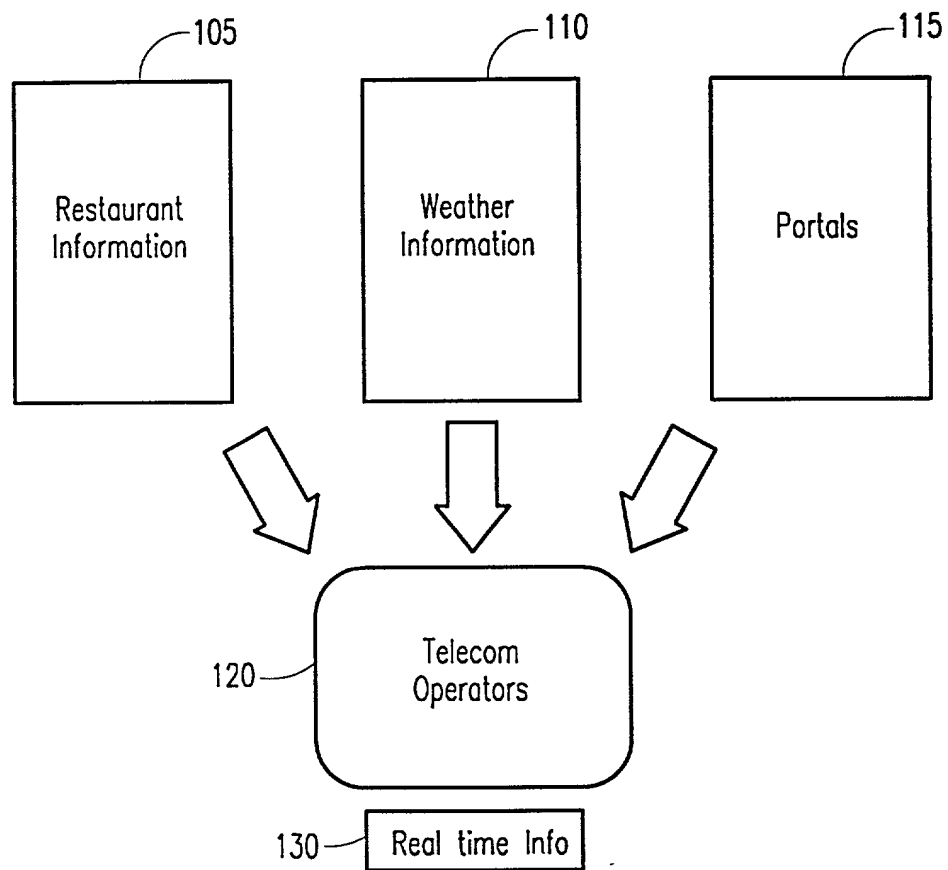 105
110
115
Restaurant
Information
Weather
Information
Portals
120
Telecom
Operators
130
Real time Info